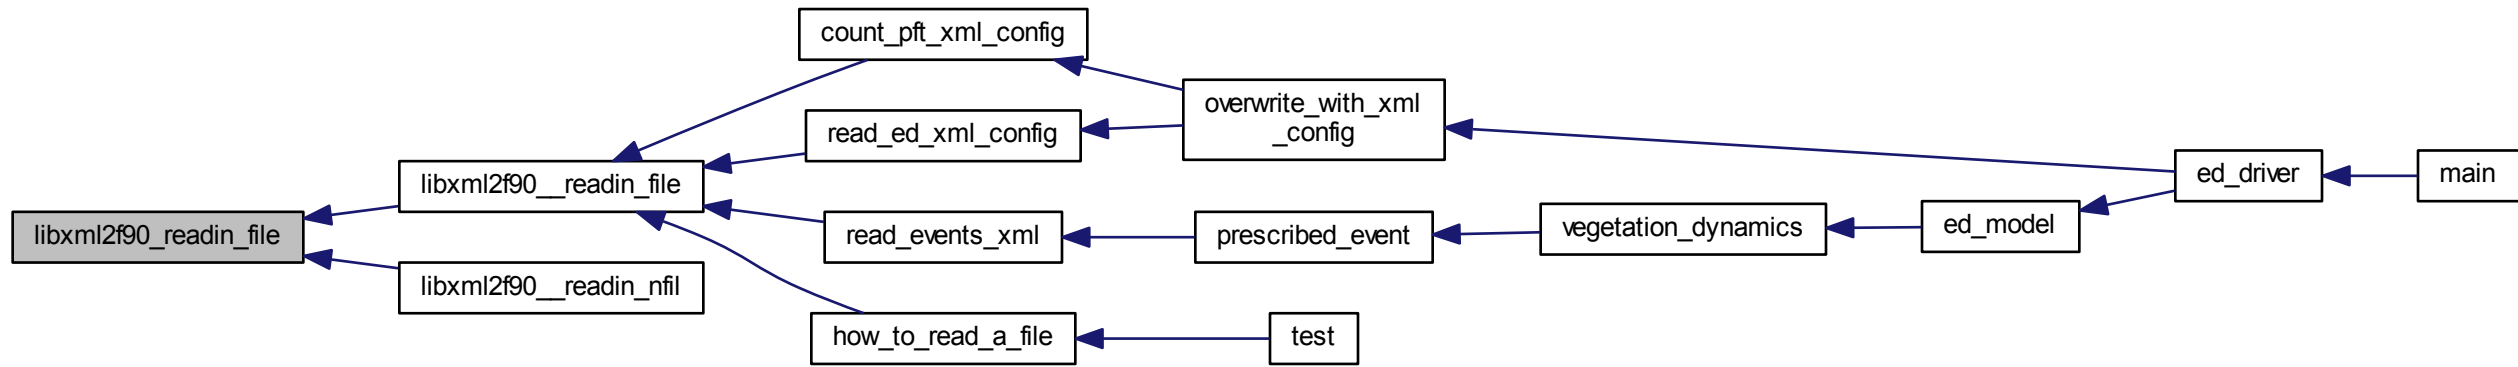 count_pft_xml_config
overwrite_with_xml
_config
read_ed_xml_config
libxml2f90__readin_file
ed_driver
main
libxml2f90_readin_file
read_events_xml
prescribed_event
vegetation_dynamics
ed_model
libxml2f90__readin_nfil
how_to_read_a_file
test